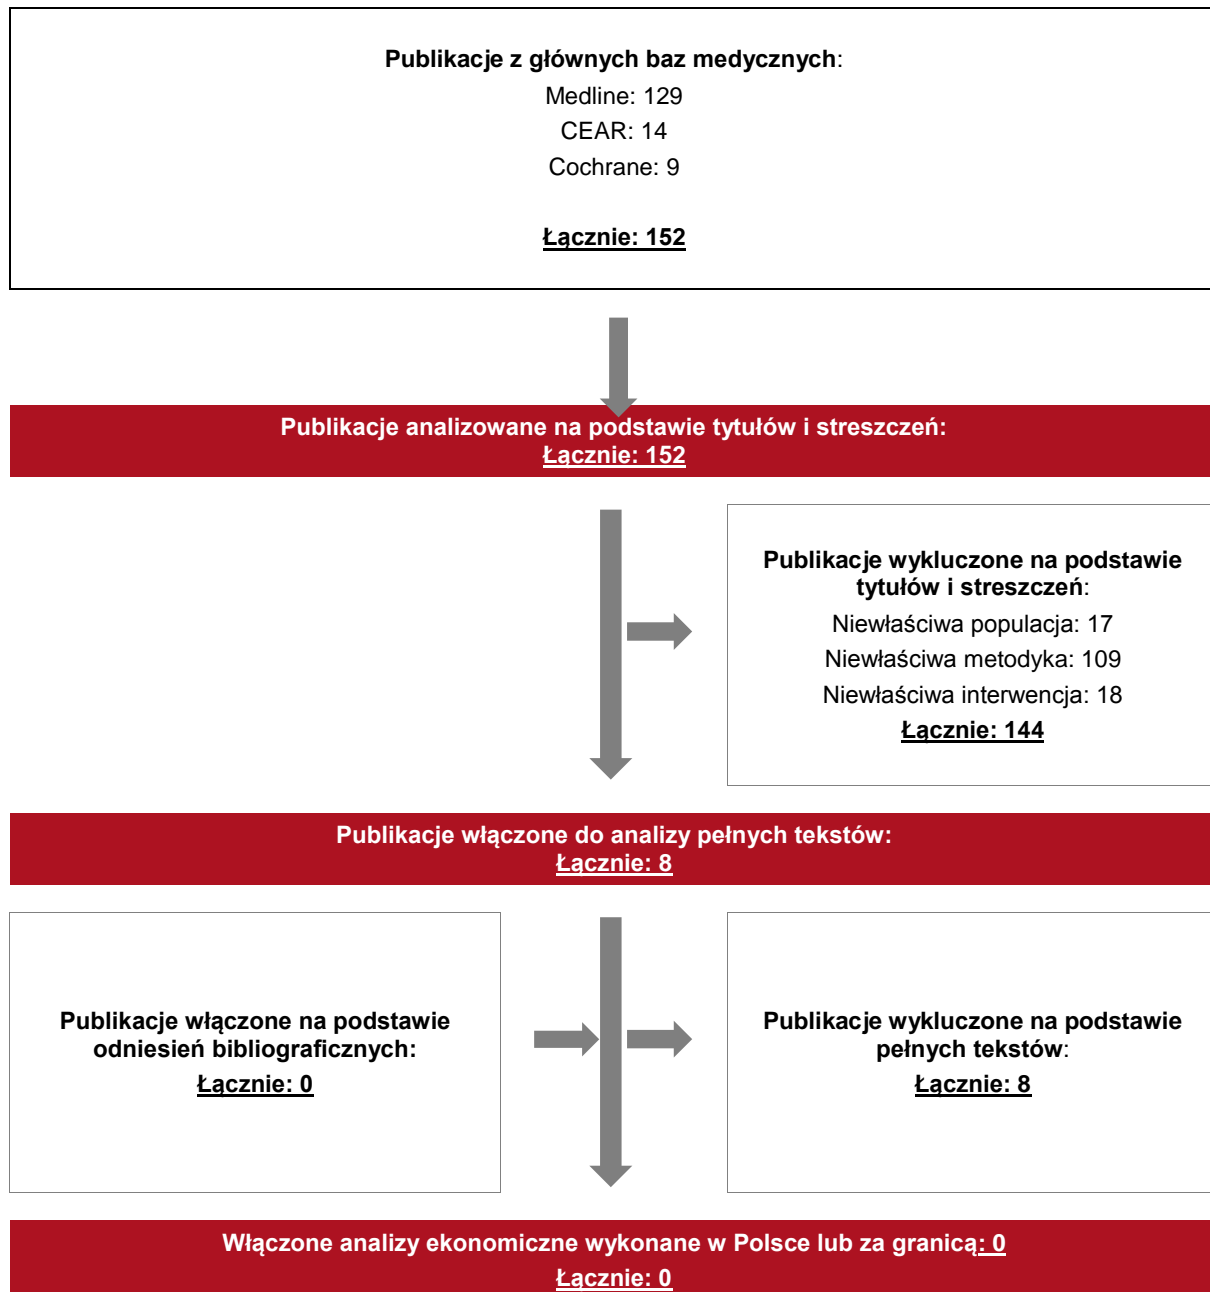 Publikacje z głównych baz medycznych:
Medline: 129
CEAR: 14
Cochrane: 9
Łącznie: 152
Publikacje analizowane na podstawie tytułów i streszczeń:
Łącznie: 152
Publikacje wykluczone na podstawie
tytułów i streszczeń:
Niewłaściwa populacja: 17
Niewłaściwa metodyka: 109
Niewłaściwa interwencja: 18
Łącznie: 144
Publikacje włączone do analizy pełnych tekstów:
Łącznie: 8
Publikacje włączone na podstawie
odniesień bibliograficznych:
Łącznie: 0
Publikacje wykluczone na podstawie
pełnych tekstów:
Łącznie: 8
Włączone analizy ekonomiczne wykonane w Polsce lub za granicą: 0
Łącznie: 0